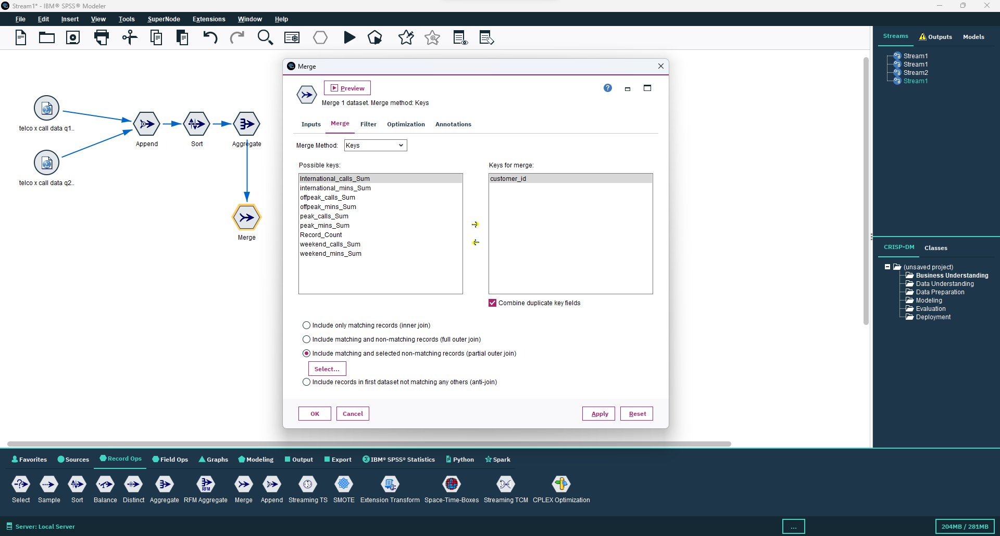 Stream1* - IBM® SPSS® Modeler
File Edit Insert View Tools SuperNode Extensions Window Help
Streams Outputs Models
Stream1
Stream1
Stream2
Stream1
telco x call data q1..
telco x call data q2..
Append
Sort
Aggregate
Merge
Merge
Preview
?
Merge 1 dataset. Merge method: Keys
Inputs Merge Filter Optimization Annotations
Merge Method: Keys
Possible keys:
International_calls_Sum
international_mins_Sum
offpeak_calls_Sum
offpeak_mins_Sum
peak_calls_Sum
peak_mins_Sum
Record_Count
weekend_calls_Sum
weekend_mins_Sum
Keys for merge:
customer_id
Combine duplicate key fields
Include only matching records (inner join)
Include matching and non-matching records (full outer join)
Include matching and selected non-matching records (partial outer join)
Select...
Include records in first dataset not matching any others (anti-join)
OK Cancel Apply Reset
CRISP-DM Classes
(unsaved project)
Business Understanding
Data Understanding
Data Preparation
Modeling
Evaluation
Deployment
Favorites Sources Record Ops Field Ops Graphs Modeling Output Export IBM® SPSS® Statistics Python Spark
RFM
Select Sample Sort Balance Distinct Aggregate RFM Aggregate Merge Append Streaming TS SMOTE Extension Transform Space-Time-Boxes Streaming TCM CPLEX Optimization
Server: Local Server
...
204MB / 281MB